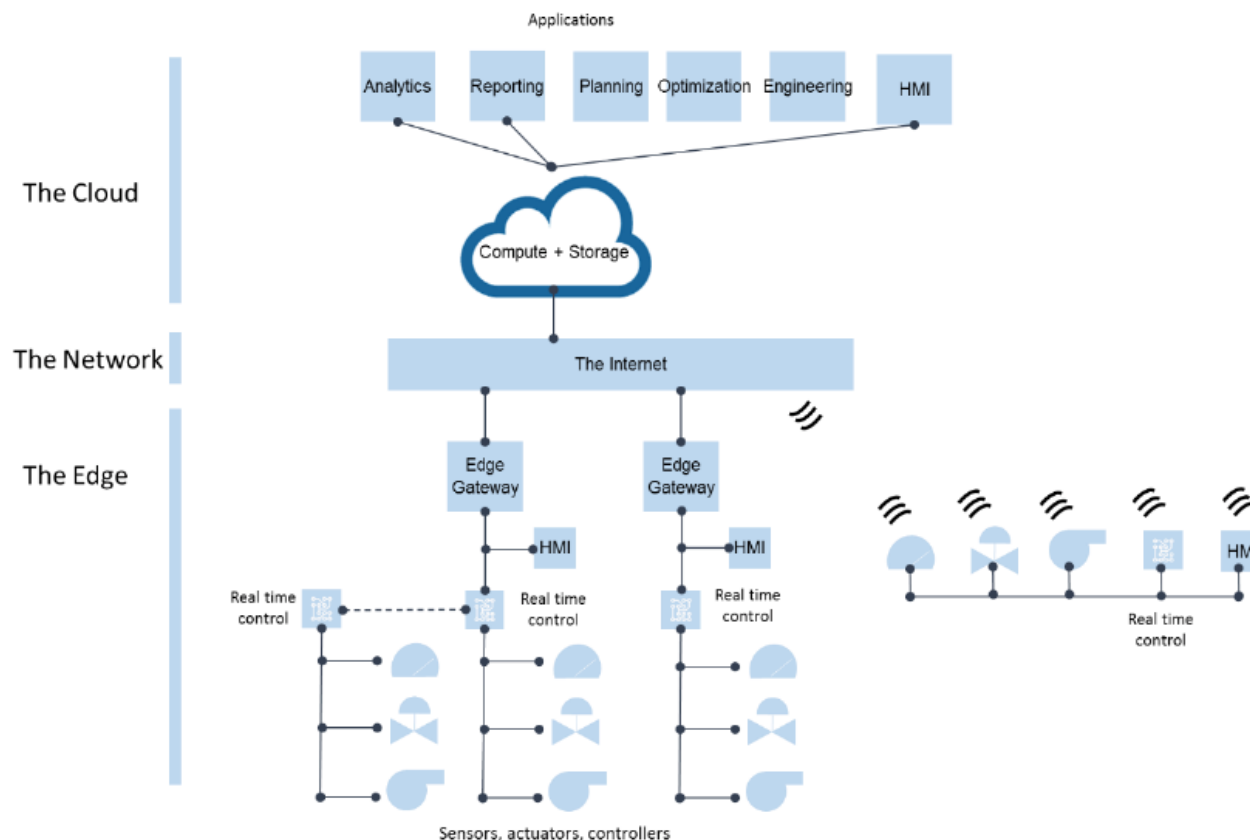 Applications
Analytics
Reporting
Planning
Optimization
Engineering
HMI
The Cloud
Compute + Storage
The Network
The Internet
The Edge
Edge
Gateway
Edge
Gateway
HMI
HMI
HM
Real time
control
Real time
control
Real time
control
Real time
control
Sensors, actuators, controllers